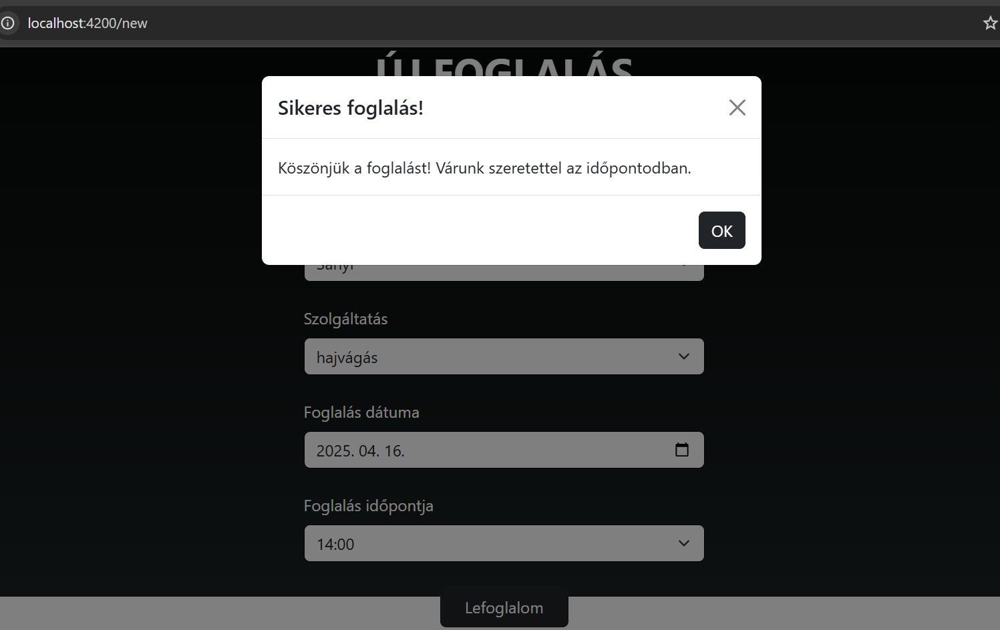 localhost:4200/new
ÚJ FOGLALÁS
Sikeres foglalás!
Köszönjük a foglalást! Várunk szeretettel az időpontodban.
OK
Sanyi
Szolgáltatás
hajvágás
Foglalás dátuma
2025. 04. 16.
Foglalás időpontja
14:00
Lefoglalom